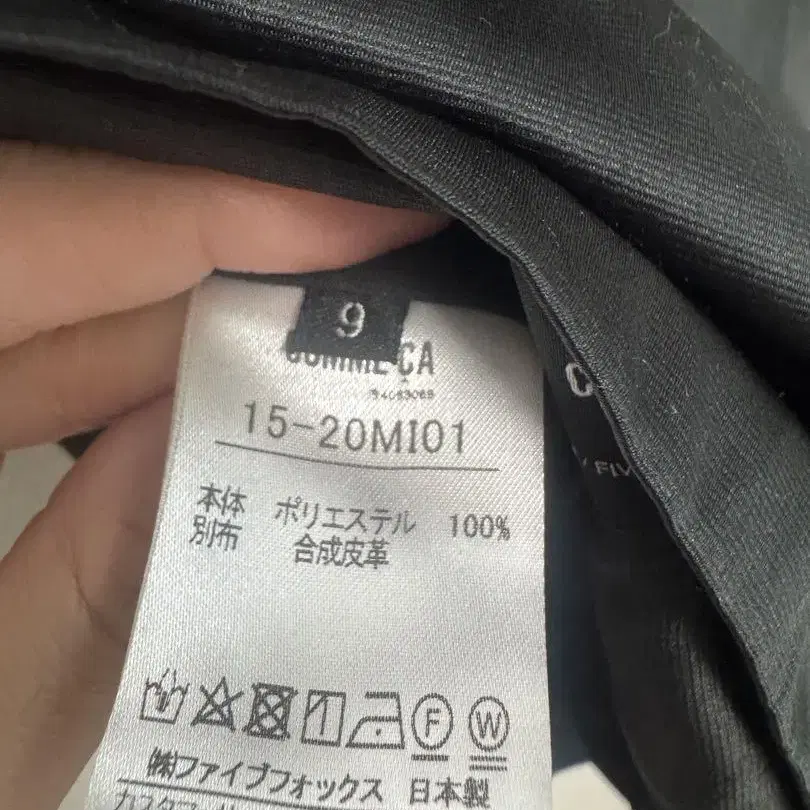 9
COMME ÇA
15-20MI01
本体 ポリエステル 100%
別布 合成皮革
F W
㈱ファイブフォックス 日本製